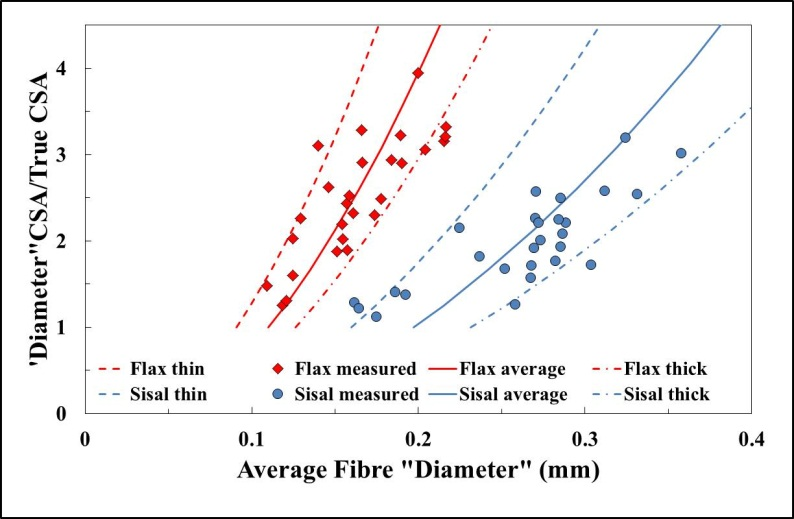 4
3
2
1
0
'Diameter"CSA/True CSA
Flax thin Flax measured Flax average Flax thick
Sisal thin Sisal measured Sisal average Sisal thick
0 0.1 0.2 0.3 0.4
Average Fibre "Diameter" (mm)